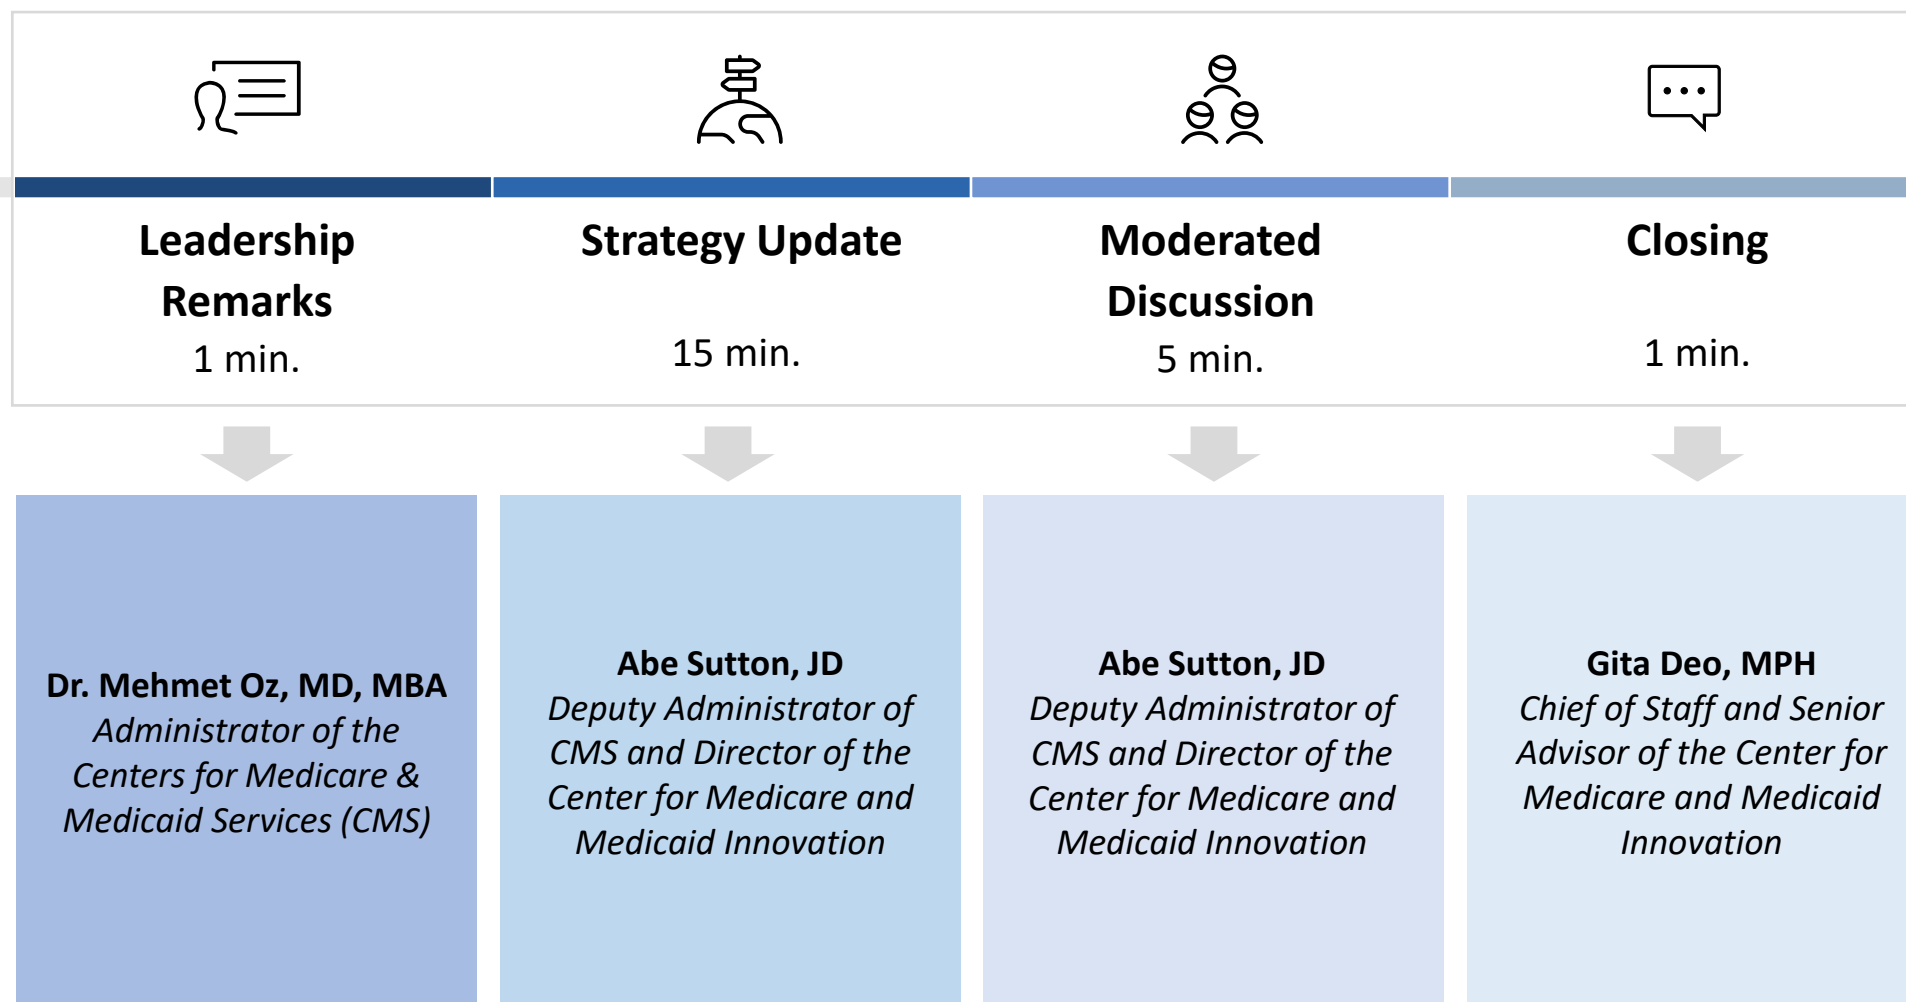 Leadership
Remarks
1 min.
Strategy Update
15 min.
Moderated
Discussion
5 min.
Closing
1 min.
Dr. Mehmet Oz, MD, MBA
Administrator of the
Centers for Medicare &
Medicaid Services (CMS)
Abe Sutton, JD
Deputy Administrator of
CMS and Director of the
Center for Medicare and
Medicaid Innovation
Abe Sutton, JD
Deputy Administrator of
CMS and Director of the
Center for Medicare and
Medicaid Innovation
Gita Deo, MPH
Chief of Staff and Senior
Advisor of the Center for
Medicare and Medicaid
Innovation